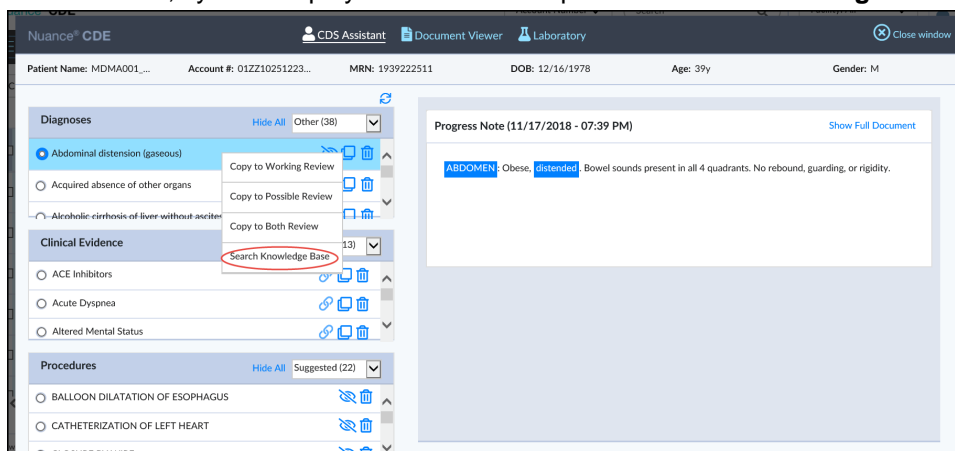 Nuance® CDE
CDS Assistant
Document Viewer
Laboratory
Close window
Patient Name: MDMA001_... Account #: 01ZZ10251223... MRN: 1939222511 DOB: 12/16/1978 Age: 39y Gender: M
Diagnoses Hide All Other (38)
Abdominal distension (gaseous)
Acquired absence of other organs
Alcoholic cirrhosis of liver without ascites
Copy to Working Review
Copy to Possible Review
Copy to Both Review
Search Knowledge Base
Clinical Evidence 13)
ACE Inhibitors
Acute Dyspnea
Altered Mental Status
Procedures Hide All Suggested (22)
BALLOON DILATATION OF ESOPHAGUS
CATHETERIZATION OF LEFT HEART
Progress Note (11/17/2018 - 07:39 PM) Show Full Document
ABDOMEN : Obese, distended . Bowel sounds present in all 4 quadrants. No rebound, guarding, or rigidity.